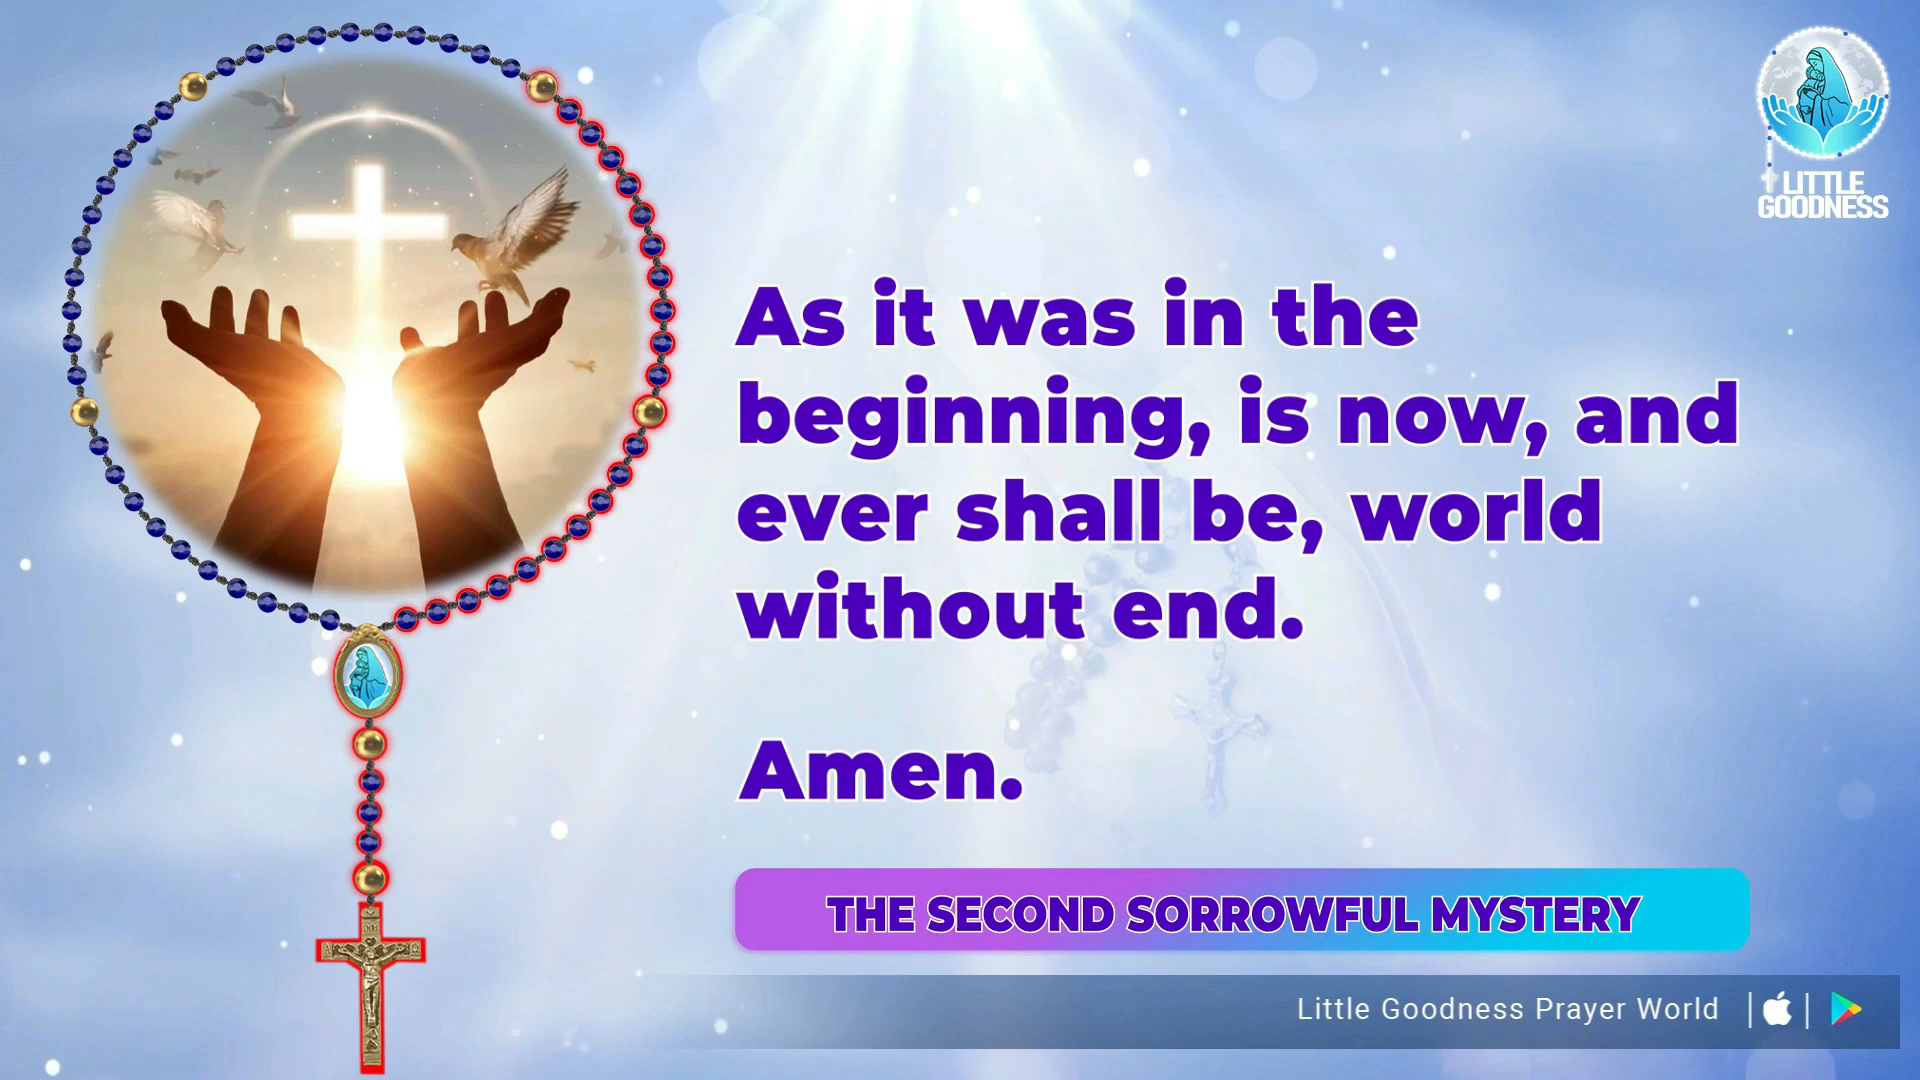 LITTLE
GOODNESS
As it was in the
beginning, is now, and
ever shall be, world
without end.
Amen.
THE SECOND SORROWFUL MYSTERY
Little Goodness Prayer World